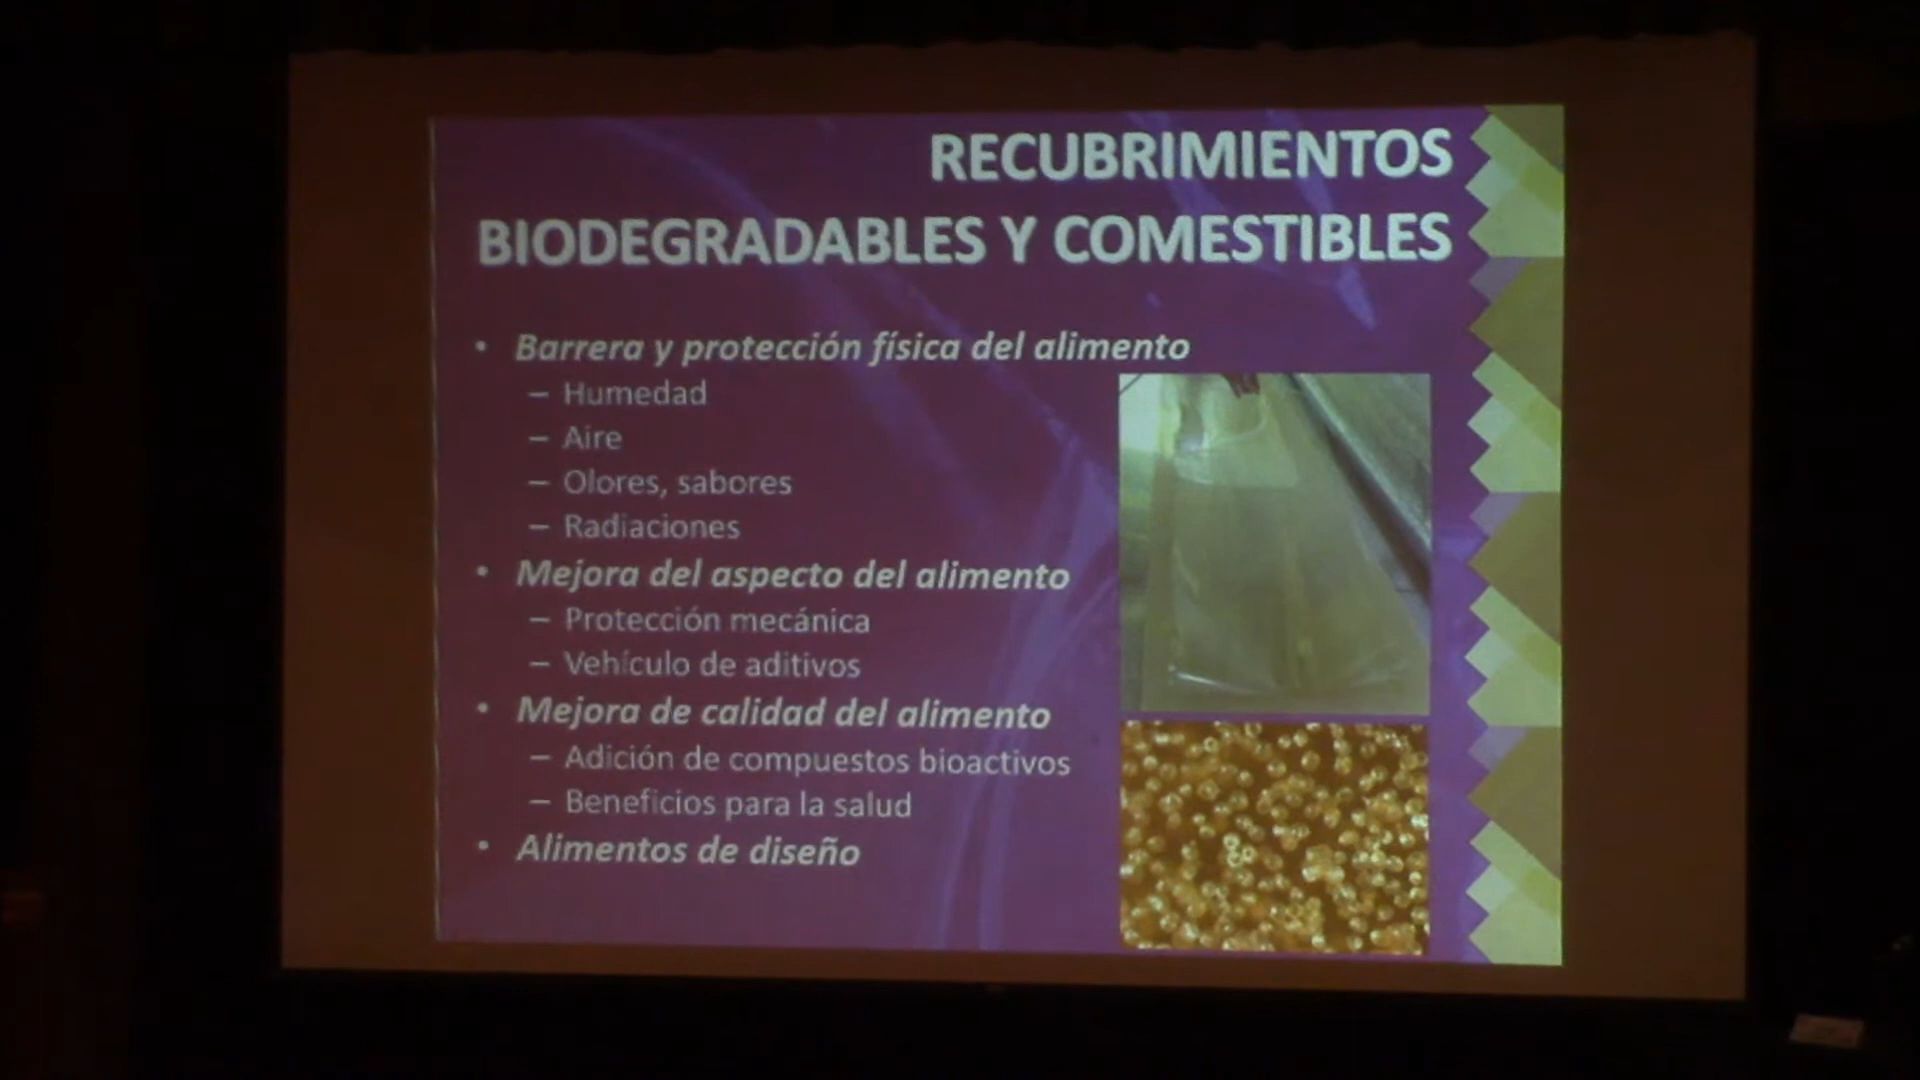 RECUBRIMIENTOS
BIODEGRADABLES Y COMESTIBLES
• Barrera y protección física del alimento
– Humedad
– Aire
– Olores, sabores
– Radiaciones
• Mejora del aspecto del alimento
– Protección mecánica
– Vehículo de aditivos
• Mejora de calidad del alimento
– Adición de compuestos bioactivos
– Beneficios para la salud
• Alimentos de diseño